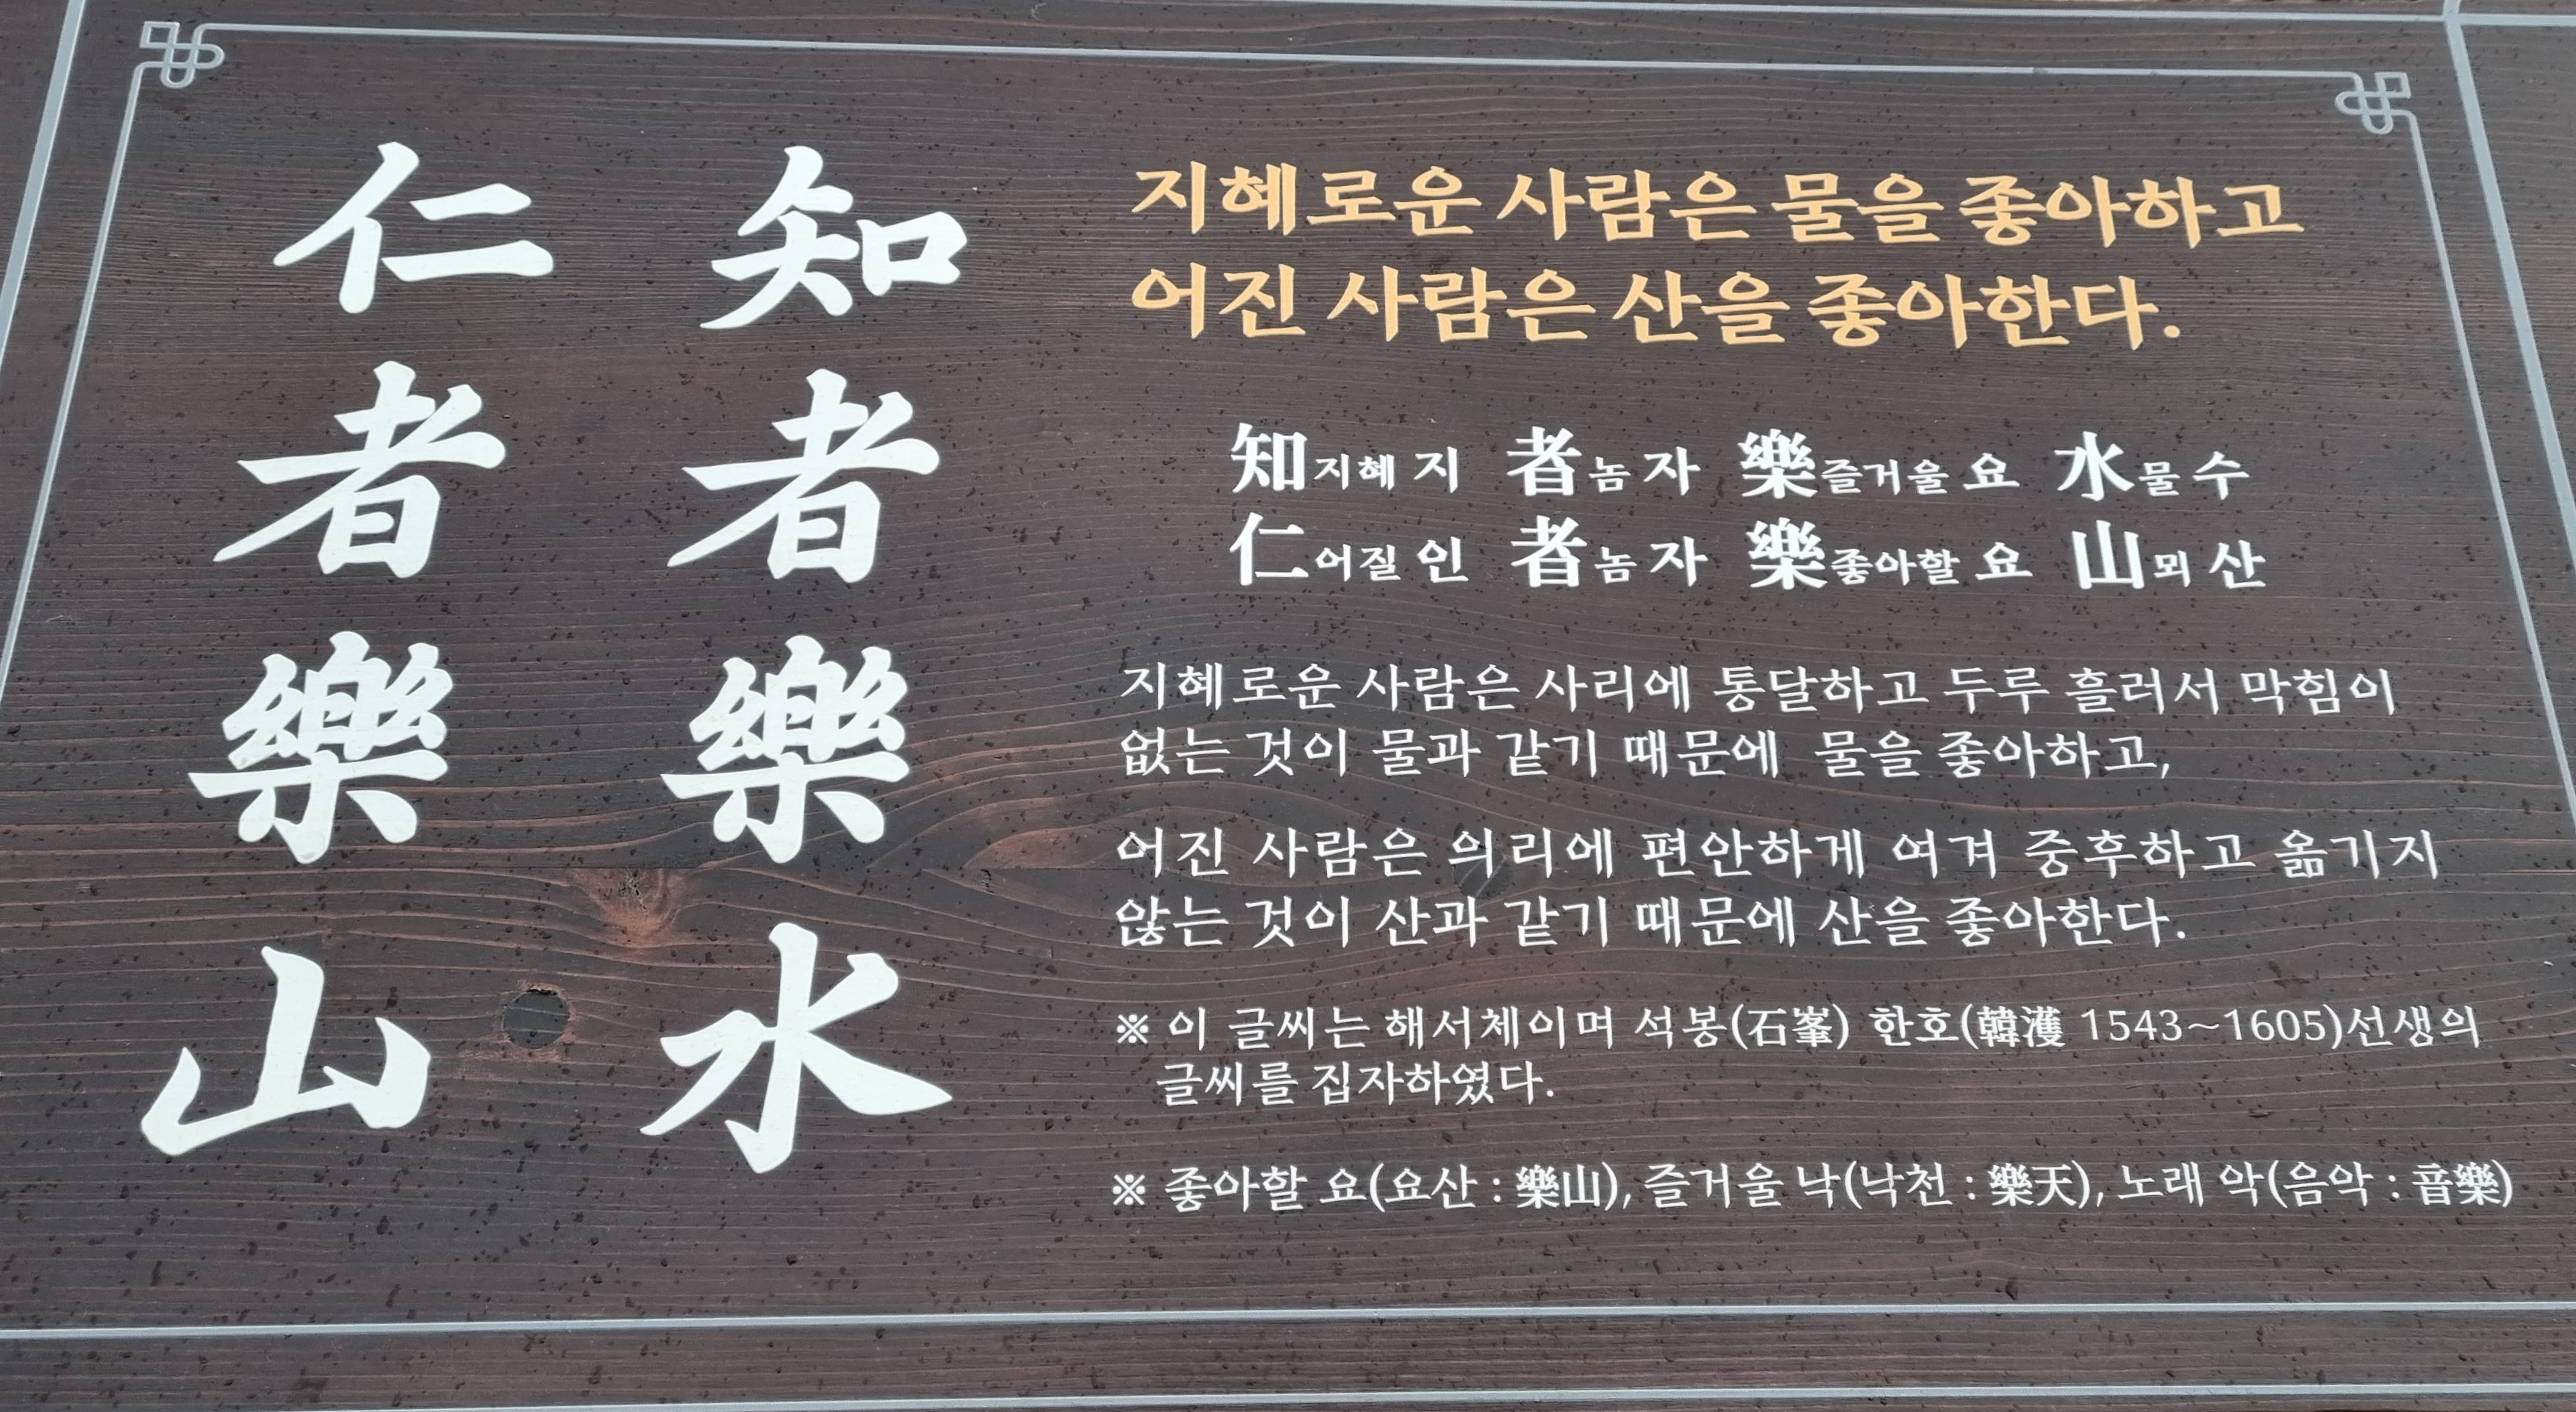 知者樂水
仁者樂山
지혜로운 사람은 물을 좋아하고
어진 사람은 산을 좋아한다.
知지혜 지 者놈 자 樂즐거울 요 水물 수
仁어질 인 者놈 자 樂좋아할 요 山뫼 산
지혜로운 사람은 사리에 통달하고 두루 흘러서 막힘이
없는 것이 물과 같기 때문에 물을 좋아하고,
어진 사람은 의리에 편안하게 여겨 중후하고 옮기지
않는 것이 산과 같기 때문에 산을 좋아한다.
※ 이 글씨는 해서체이며 석봉(石峯) 한호(韓濩 1543~1605)선생의
글씨를 집자하였다.
※ 좋아할 요(요산 : 樂山), 즐거울 낙(낙천 : 樂天), 노래 악(음악 : 音樂)